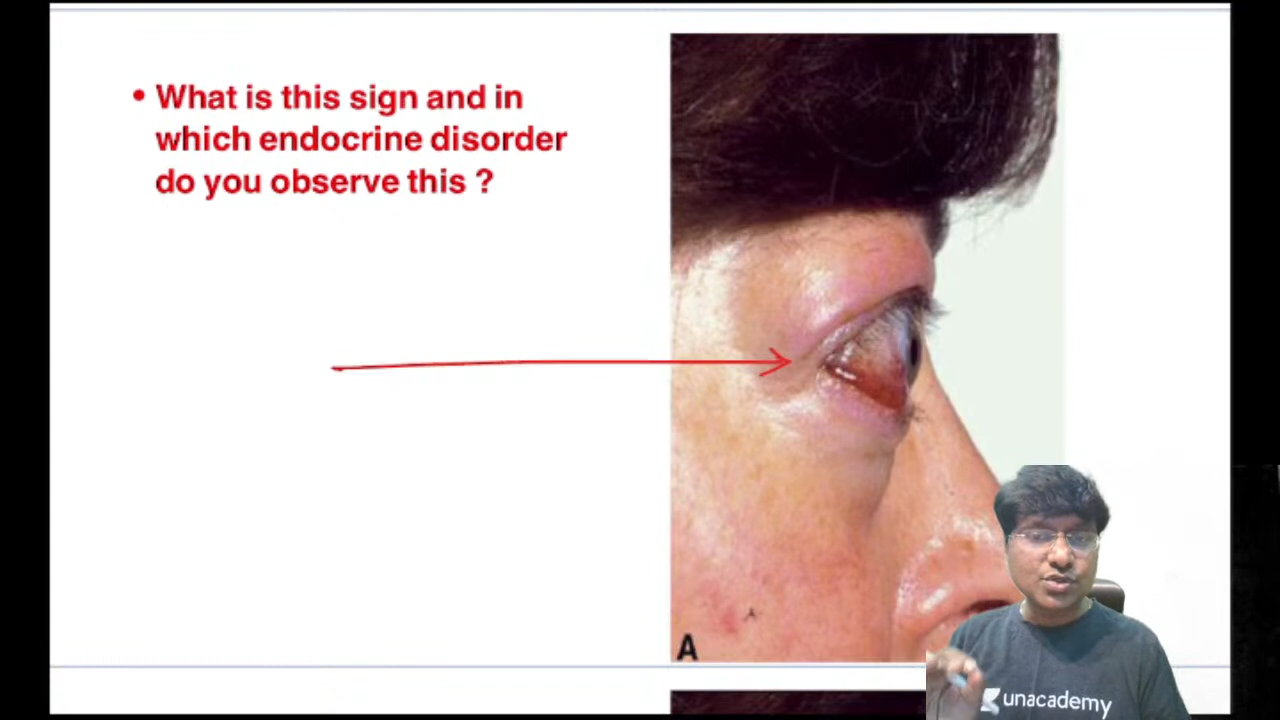 • What is this sign and in
which endocrine disorder
do you observe this ?
A
unacademy